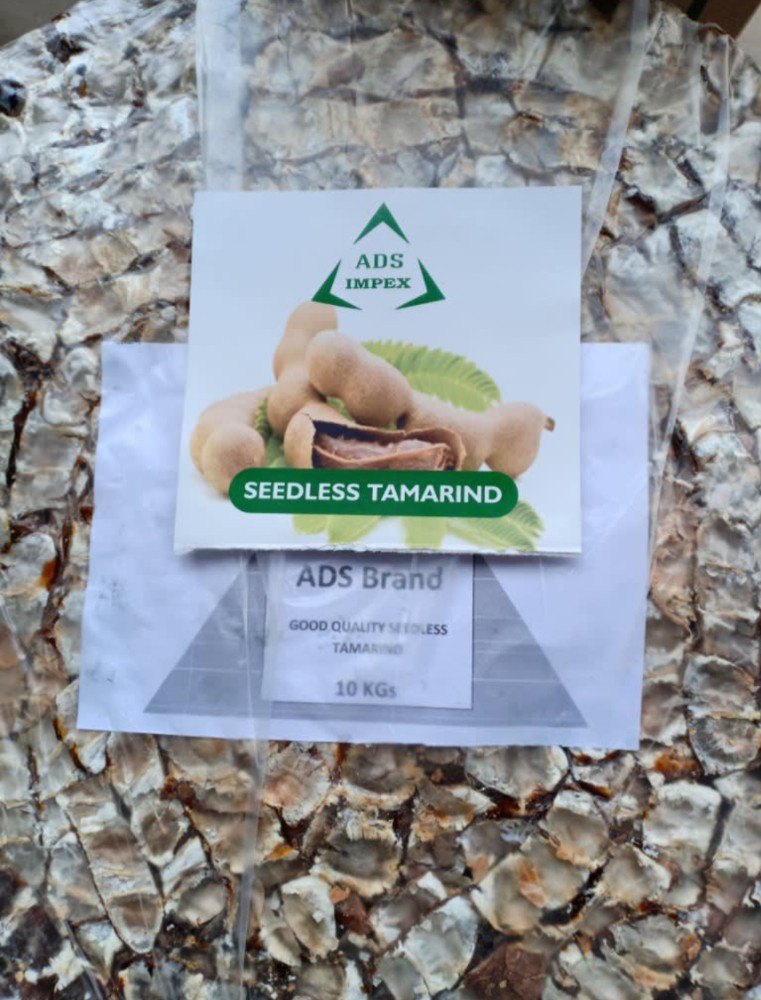 ADS
IMPEX
SEEDLESS TAMARIND
ADS Brand
GOOD QUALITY SEEDLESS
TAMARIND
10 KGs